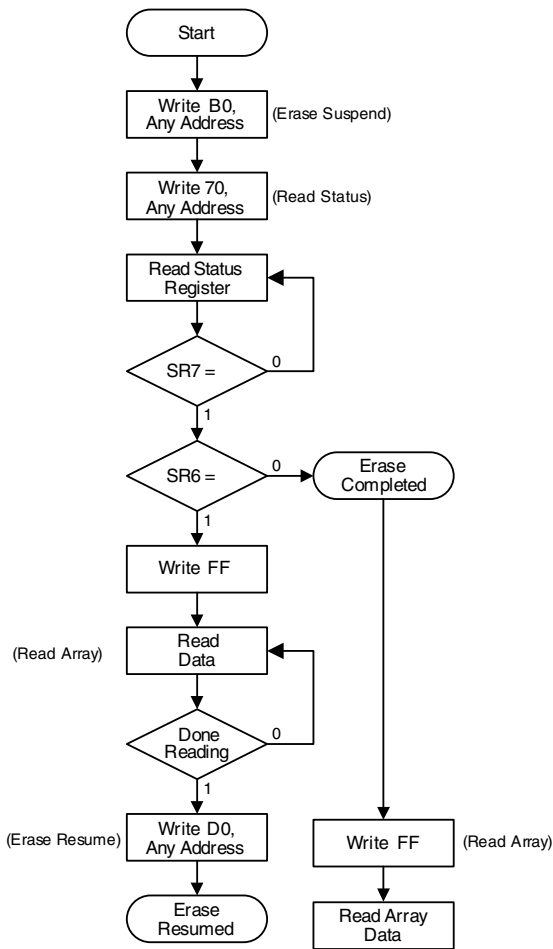 Start
Write B0,
Any Address
(Erase Suspend)
Write 70,
Any Address
(Read Status)
Read Status
Register
SR7 =
0
1
SR6 =
0
Erase
Completed
1
Write FF
(Read Array)
Read
Data
Done
Reading
0
1
(Erase Resume)
Write D0,
Any Address
Write FF
(Read Array)
Erase
Resumed
Read Array
Data